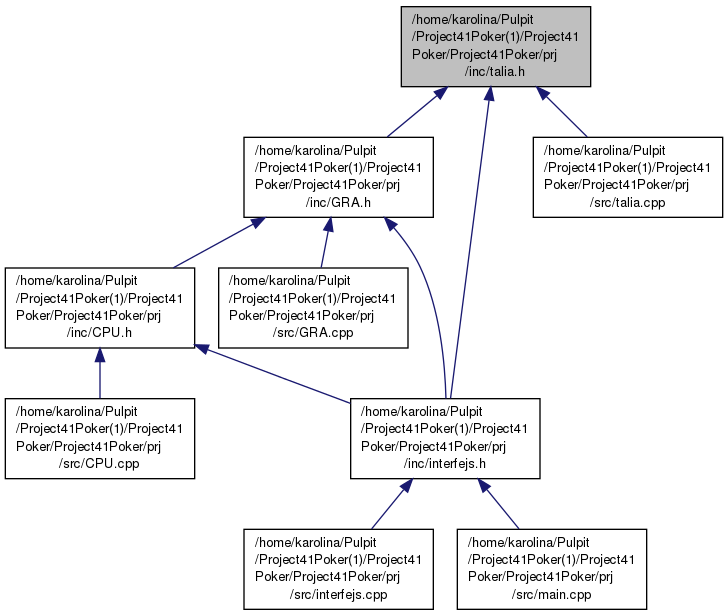 /home/karolina/Pulpit
/Project41Poker(1)/Project41
Poker/Project41Poker/prj
/inc/talia.h
/home/karolina/Pulpit
/Project41Poker(1)/Project41
Poker/Project41Poker/prj
/inc/GRA.h
/home/karolina/Pulpit
/Project41Poker(1)/Project41
Poker/Project41Poker/prj
/src/talia.cpp
/home/karolina/Pulpit
/Project41Poker(1)/Project41
Poker/Project41Poker/prj
/inc/CPU.h
/home/karolina/Pulpit
/Project41Poker(1)/Project41
Poker/Project41Poker/prj
/src/GRA.cpp
/home/karolina/Pulpit
/Project41Poker(1)/Project41
Poker/Project41Poker/prj
/src/CPU.cpp
/home/karolina/Pulpit
/Project41Poker(1)/Project41
Poker/Project41Poker/prj
/inc/interfejs.h
/home/karolina/Pulpit
/Project41Poker(1)/Project41
Poker/Project41Poker/prj
/src/interfejs.cpp
/home/karolina/Pulpit
/Project41Poker(1)/Project41
Poker/Project41Poker/prj
/src/main.cpp